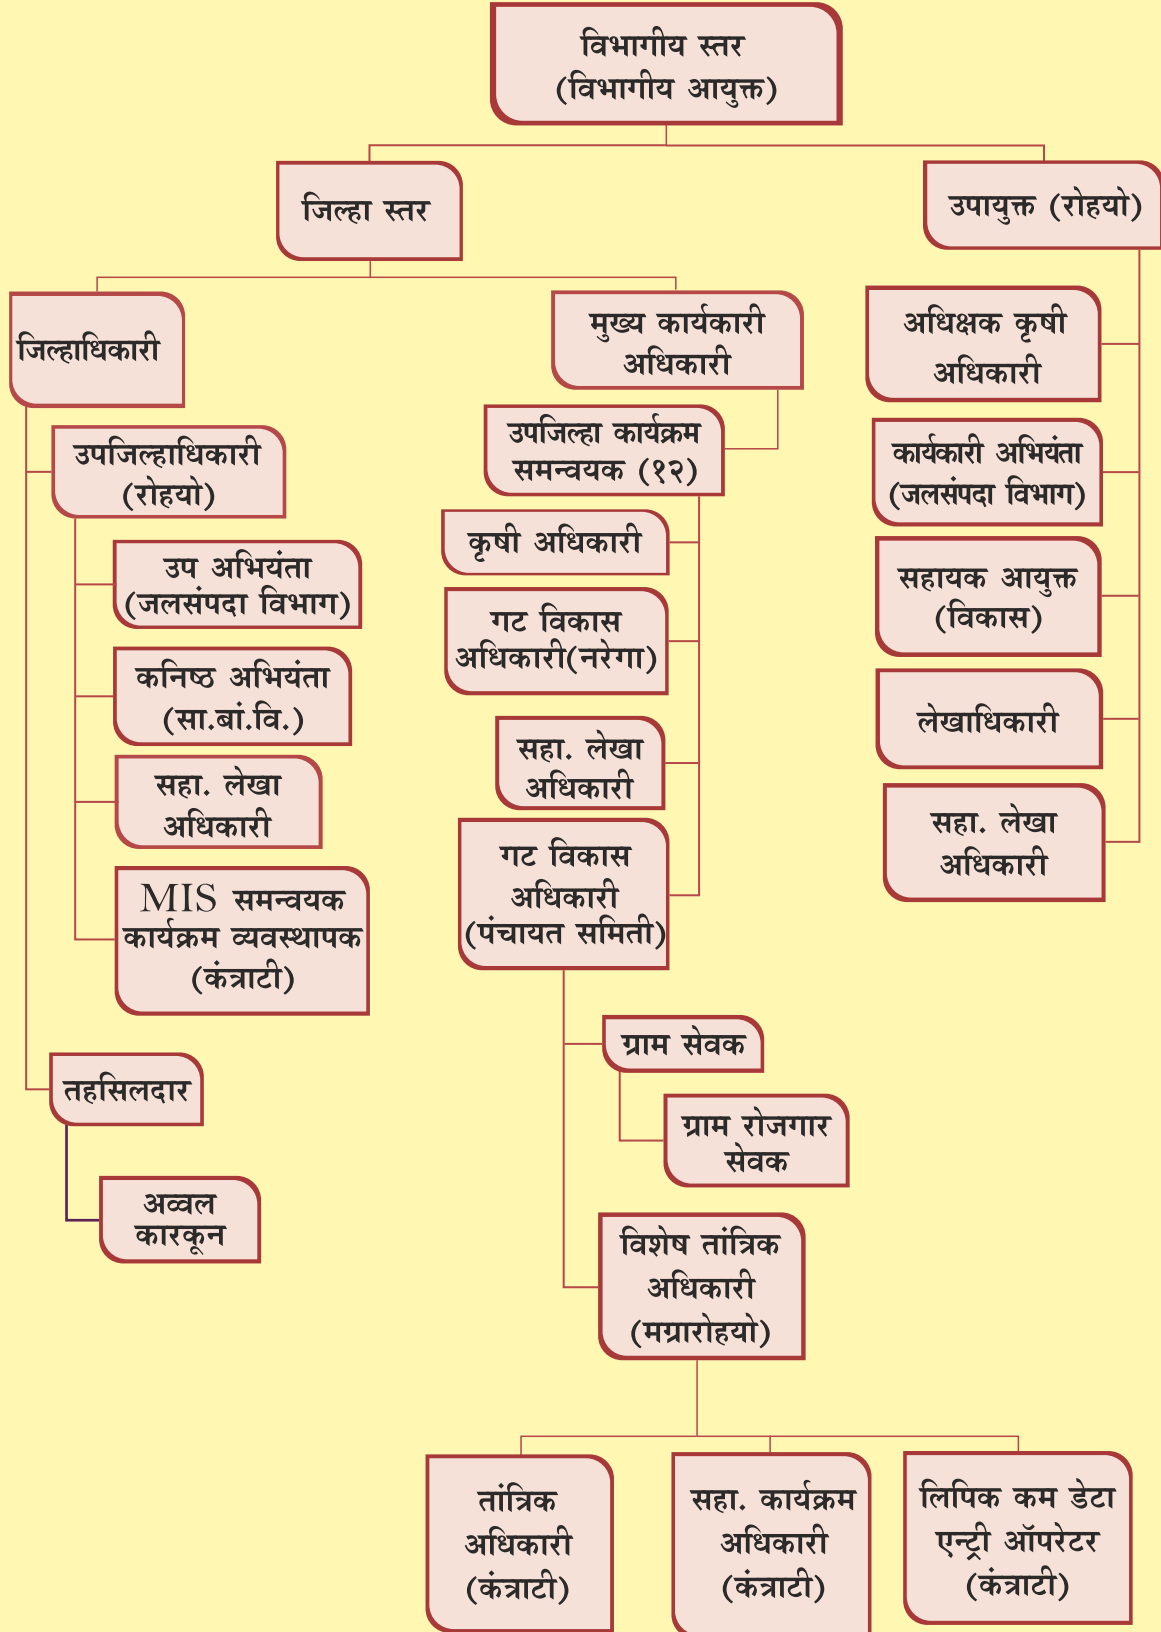 विभागीय स्तर
(विभागीय आयुक्त)
जिल्हा स्तर
उपायुक्त (रोहयो)
जिल्हाधिकारी
मुख्य कार्यकारी
अधिकारी
अधिक्षक कृषी
अधिकारी
उपजिल्हाधिकारी
(रोहयो)
उपजिल्हा कार्यक्रम
समन्वयक (१२)
कार्यकारी अभियंता
(जलसंपदा विभाग)
उप अभियंता
(जलसंपदा विभाग)
कृषी अधिकारी
सहायक आयुक्त
(विकास)
कनिष्ठ अभियंता
(सा.बां.वि.)
गट विकास
अधिकारी(नरेगा)
लेखाधिकारी
सहा. लेखा
अधिकारी
सहा. लेखा
अधिकारी
सहा. लेखा
अधिकारी
MIS समन्वयक
कार्यक्रम व्यवस्थापक
(कंत्राटी)
गट विकास
अधिकारी
(पंचायत समिती)
तहसिलदार
ग्राम सेवक
ग्राम रोजगार
सेवक
अव्वल
कारकून
विशेष तांत्रिक
अधिकारी
(मग्रारोहयो)
तांत्रिक
अधिकारी
(कंत्राटी)
सहा. कार्यक्रम
अधिकारी
(कंत्राटी)
लिपिक कम डेटा
एन्ट्री ऑपरेटर
(कंत्राटी)